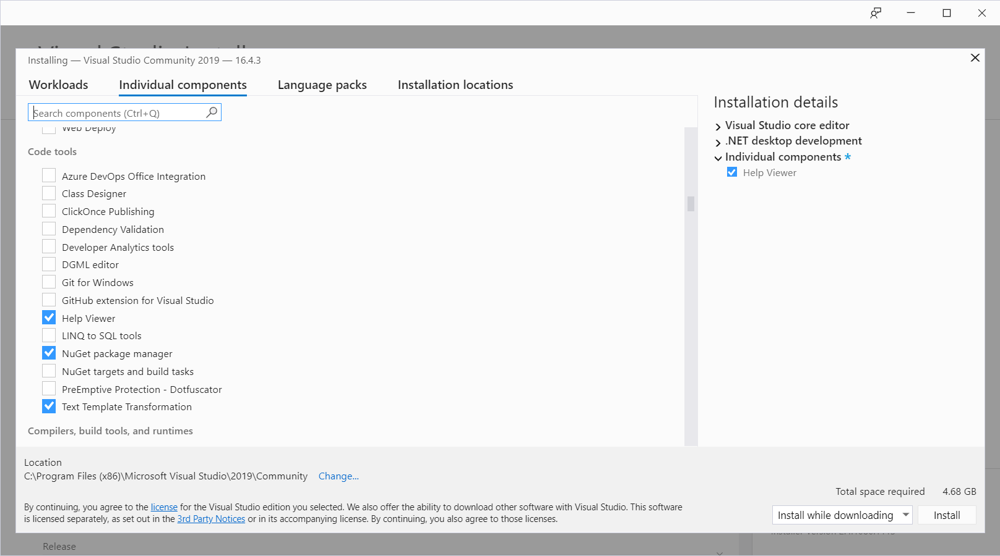 Visual Studio Installer
Installing — Visual Studio Community 2019 — 16.4.3
Workloads
Individual components
Language packs
Installation locations
Search components (Ctrl+Q)
Web Deploy
Code tools
Azure DevOps Office Integration
Class Designer
ClickOnce Publishing
Dependency Validation
Developer Analytics tools
DGML editor
Git for Windows
GitHub extension for Visual Studio
Help Viewer
LINQ to SQL tools
NuGet package manager
NuGet targets and build tasks
PreEmptive Protection - Dotfuscator
Text Template Transformation
Compilers, build tools, and runtimes
Installation details
Visual Studio core editor
.NET desktop development
Individual components *
Help Viewer
Location
C:\Program Files (x86)\Microsoft Visual Studio\2019\Community Change...
Total space required 4.68 GB
By continuing, you agree to the license for the Visual Studio edition you selected. We also offer the ability to download other software with Visual Studio. This software
is licensed separately, as set out in the 3rd Party Notices or in its accompanying license. By continuing, you also agree to those licenses.
Install while downloading
Install
Release